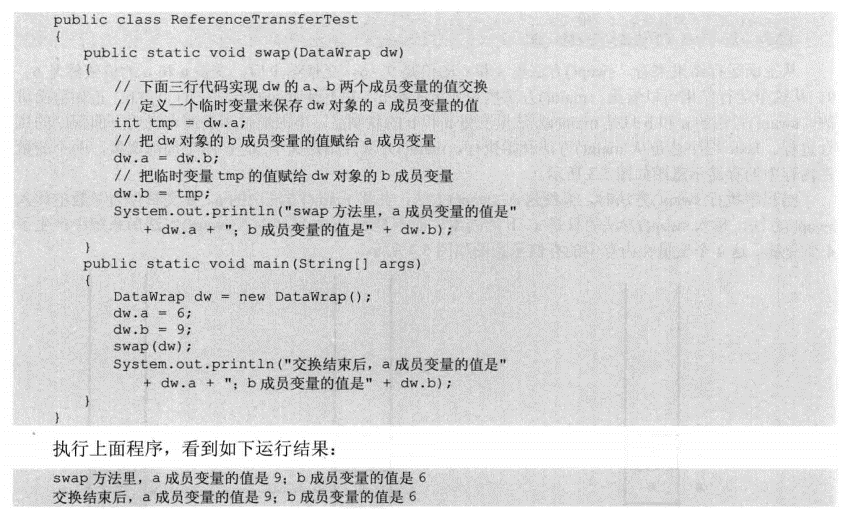 public class ReferenceTransferTest
{
public static void swap(DataWrap dw)
{
// 下面三行代码实现 dw 的 a、b 两个成员变量的值交换
// 定义一个临时变量来保存 dw 对象的 a 成员变量的值
int tmp = dw.a;
// 把 dw 对象的 b 成员变量的值赋给 a 成员变量
dw.a = dw.b;
// 把临时变量 tmp 的值赋给 dw 对象的 b 成员变量
dw.b = tmp;
System.out.println("swap 方法里，a 成员变量的值是"
+ dw.a + "；b 成员变量的值是" + dw.b);
}
public static void main(String[] args)
{
DataWrap dw = new DataWrap();
dw.a = 6;
dw.b = 9;
swap(dw);
System.out.println("交换结束后，a 成员变量的值是"
+ dw.a + "；b 成员变量的值是" + dw.b);
}
}
执行上面程序，看到如下运行结果：
swap 方法里，a 成员变量的值是 9；b 成员变量的值是 6
交换结束后，a 成员变量的值是 9；b 成员变量的值是 6